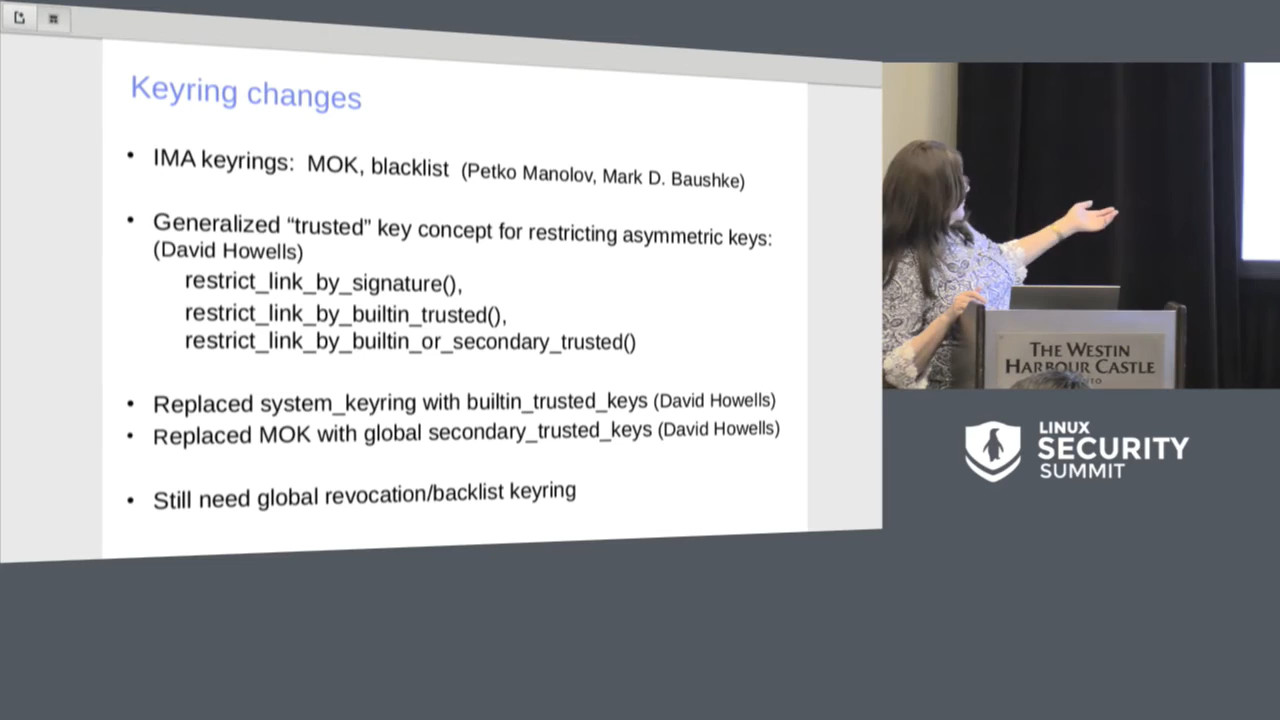 Keyring changes
• IMA keyrings: MOK, blacklist (Petko Manolov, Mark D. Baushke)
• Generalized “trusted” key concept for restricting asymmetric keys:
(David Howells)
restrict_link_by_signature(),
restrict_link_by_builtin_trusted(),
restrict_link_by_builtin_or_secondary_trusted()
• Replaced system_keyring with builtin_trusted_keys (David Howells)
• Replaced MOK with global secondary_trusted_keys (David Howells)
• Still need global revocation/backlist keyring
THE WESTIN
HARBOUR CASTLE
LINUX
SECURITY
SUMMIT